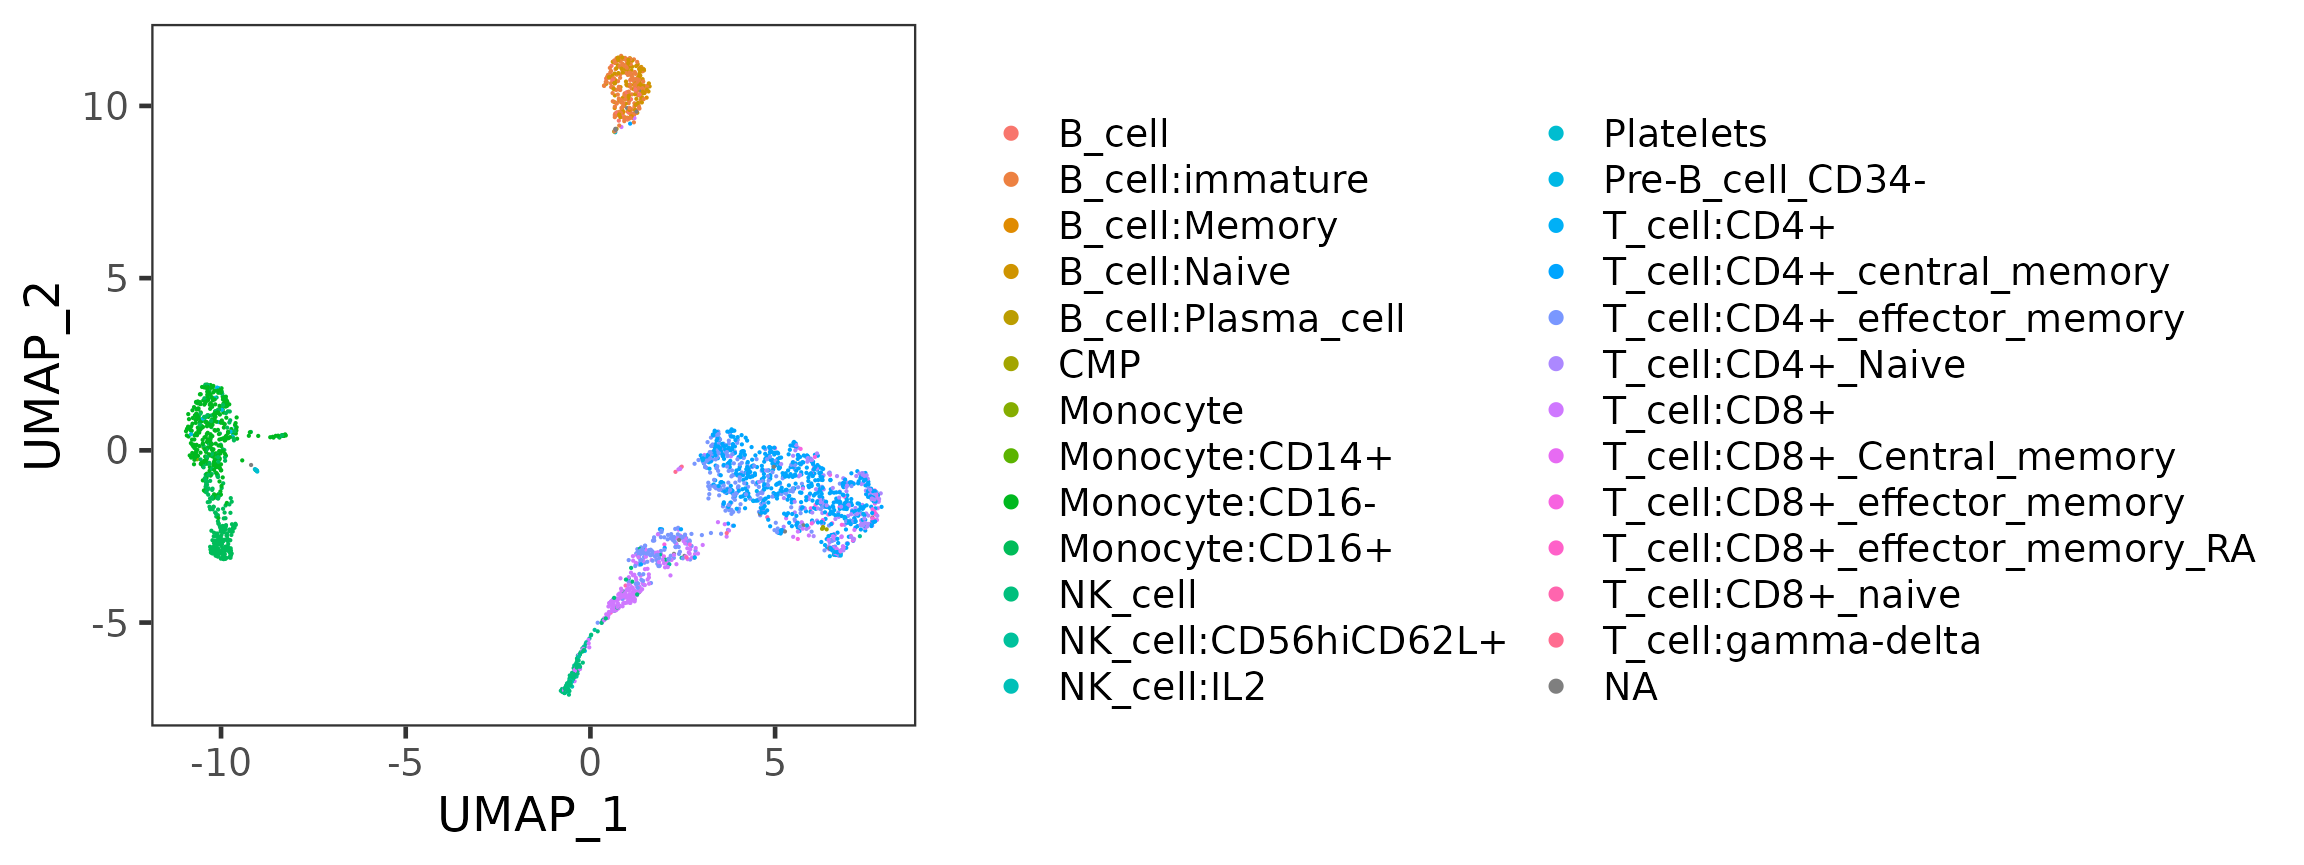 UMAP_2
10
5
0
-5
-10
-5
0
5
UMAP_1
B_cell
B_cell:immature
B_cell:Memory
B_cell:Naive
B_cell:Plasma_cell
CMP
Monocyte
Monocyte:CD14+
Monocyte:CD16-
Monocyte:CD16+
NK_cell
NK_cell:CD56hiCD62L+
NK_cell:IL2
Platelets
Pre-B_cell_CD34-
T_cell:CD4+
T_cell:CD4+_central_memory
T_cell:CD4+_effector_memory
T_cell:CD4+_Naive
T_cell:CD8+
T_cell:CD8+_Central_memory
T_cell:CD8+_effector_memory
T_cell:CD8+_effector_memory_RA
T_cell:CD8+_naive
T_cell:gamma-delta
NA